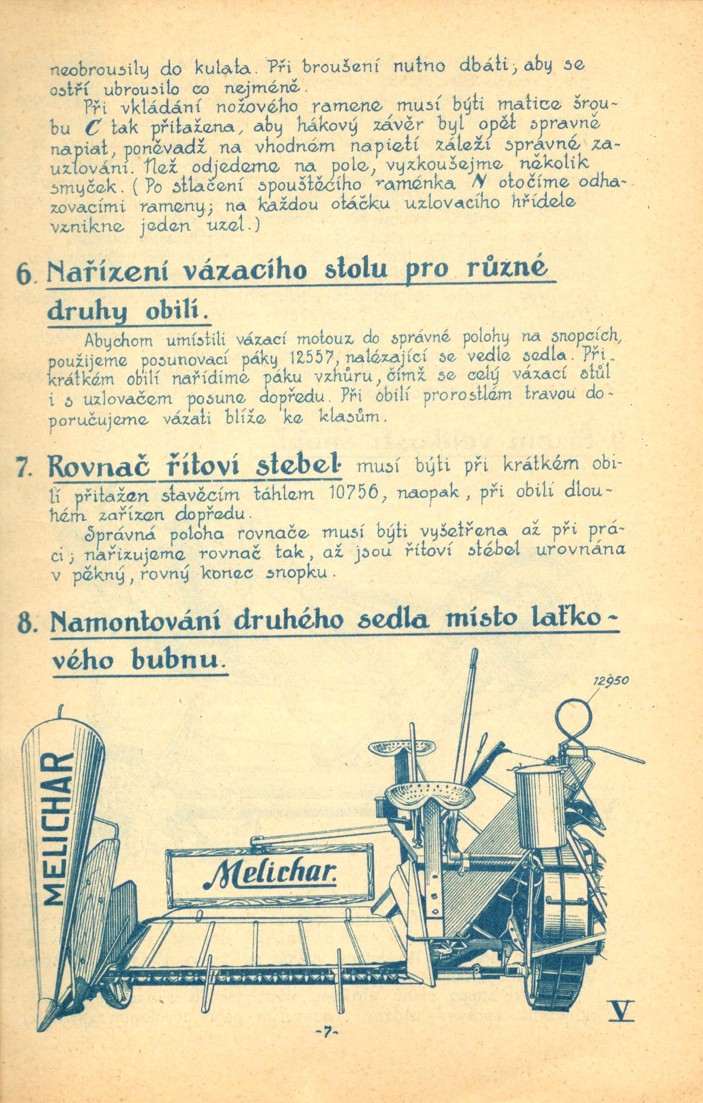 neobrousily do kulata. Při broušení nutno dbáti, aby se
ostří ubrousilo co nejméně.
Při vkládání nožového ramene musí býti matice šrou-
bu C tak přitažena, aby hákový závěr byl opět spravně
napiat, poněvadž na vhodném napietí záleží správné za-
uzlování. Než odjedeme na pole, vyzkoušejme několik
smyček. (Po stlačení spouštěcího raménka N otočíme odha-
zovacími rameny; na každou otáčku uzlovacího hřídele
vznikne jeden uzel.)
6. Nařízení vázacího stolu pro různé
druhy obilí.
Abychom umístili vázací motouz do správné polohy na snopcích,
použijeme posunovací páky 12557, nalézající se vedle sedla. Při
krátkém obilí nařídíme páku vzhůru, čímž se celý vázací stůl
i s uzlovačem posune dopředu. Při obilí prorostlém travou do-
poručujeme vázati blíže ke klasům.
7. Rovnač řítoví stebel musí býti při krátkém obi-
lí přitažen stavěcím táhlem 10756, naopak, při obilí dlou-
hém zařízen dopředu.
Správná poloha rovnače musí býti vyšetřena až při prá-
ci; nařizujeme rovnač tak, až jsou řítoví stébel urovnána
v pěkný, rovný konec snopku.
8. Namontování druhého sedla místo laťko-
vého bubnu.
12950
MELICHAR
Melichar.
V
-7-